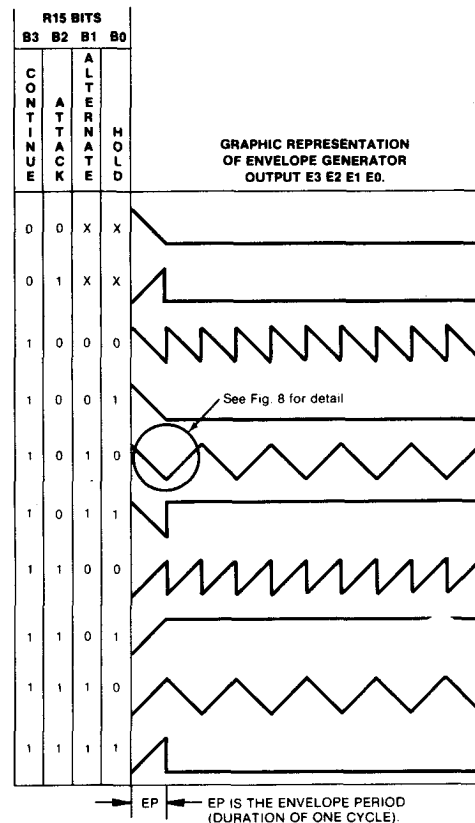 R15 BITS
B3 B2 B1 B0
CONTINUE
ATTACK
ALTERNATE
HOLD
GRAPHIC REPRESENTATION
OF ENVELOPE GENERATOR
OUTPUT E3 E2 E1 E0.
0 0 X X
0 1 X X
1 0 0 0
1 0 0 1
See Fig. 8 for detail
1 0 1 0
1 0 1 1
1 1 0 0
1 1 0 1
1 1 1 0
1 1 1 1
EP
EP IS THE ENVELOPE PERIOD
(DURATION OF ONE CYCLE).